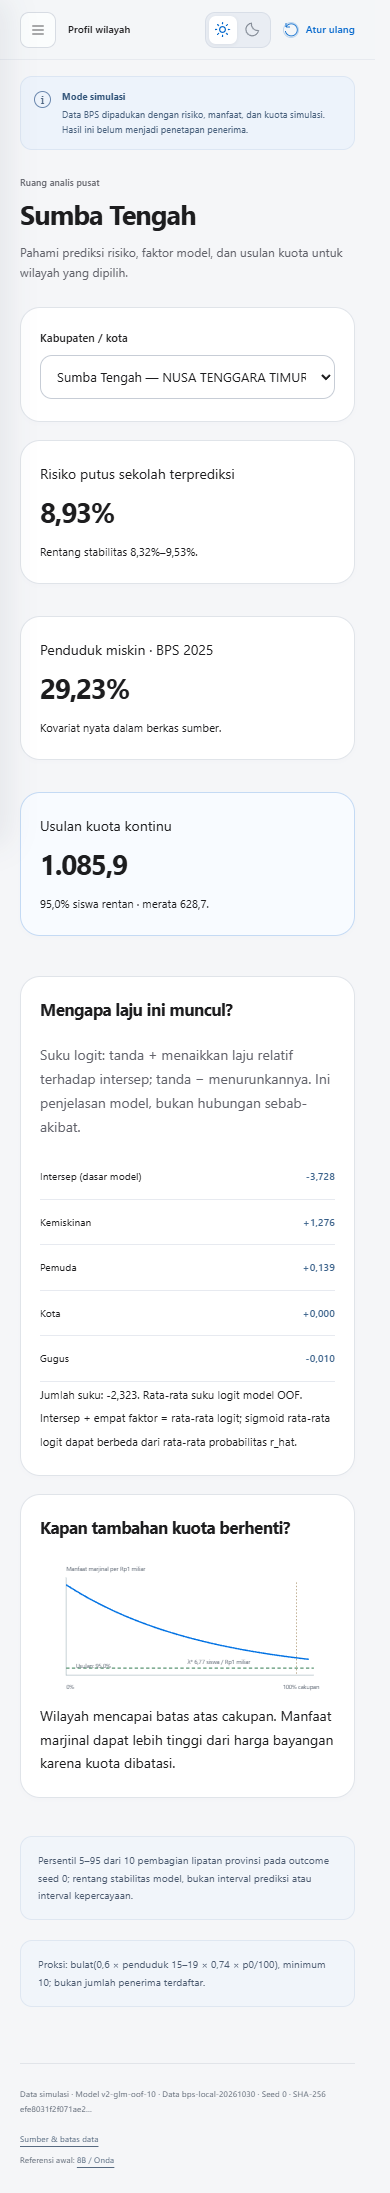 Profil wilayah
Atur ulang
Mode simulasi
Data BPS dipadukan dengan risiko, manfaat, dan kuota simulasi.
Hasil ini belum menjadi penetapan penerima.
Ruang analis pusat
Sumba Tengah
Pahami prediksi risiko, faktor model, dan usulan kuota untuk
wilayah yang dipilih.
Kabupaten / kota
Sumba Tengah — NUSA TENGGARA TIMUR
Risiko putus sekolah terprediksi
8,93%
Rentang stabilitas 8,32%–9,53%.
Penduduk miskin · BPS 2025
29,23%
Kovariat nyata dalam berkas sumber.
Usulan kuota kontinu
1.085,9
95,0% siswa rentan · merata 628,7.
Mengapa laju ini muncul?
Suku logit: tanda + menaikkan laju relatif
terhadap intersep; tanda − menurunkannya. Ini
penjelasan model, bukan hubungan sebab-
akibat.
Intersep (dasar model) -3,728
Kemiskinan +1,276
Pemuda +0,139
Kota +0,000
Gugus -0,010
Jumlah suku: -2,323. Rata-rata suku logit model OOF.
Intersep + empat faktor = rata-rata logit; sigmoid rata-rata
logit dapat berbeda dari rata-rata probabilitas r_hat.
Kapan tambahan kuota berhenti?
Manfaat marjinal per Rp1 miliar
λ* 6,77 siswa / Rp1 miliar
Usulan 95,0%
0% 100% cakupan
Wilayah mencapai batas atas cakupan. Manfaat
marjinal dapat lebih tinggi dari harga bayangan
karena kuota dibatasi.
Persentil 5–95 dari 10 pembagian lipatan provinsi pada outcome
seed 0; rentang stabilitas model, bukan interval prediksi atau
interval kepercayaan.
Proksi: bulat(0,6 × penduduk 15–19 × 0,74 × p0/100), minimum
10; bukan jumlah penerima terdaftar.
Data simulasi · Model v2-glm-oof-10 · Data bps-local-20261030 · Seed 0 · SHA-256
efe8031f2f071ae2…
Sumber & batas data
Referensi awal: 8B / Onda